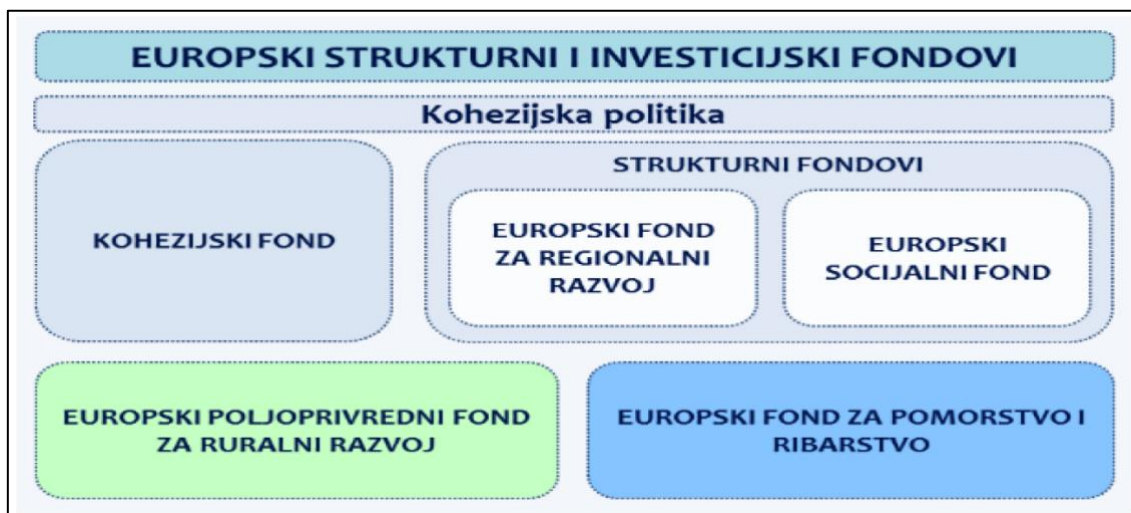 EUROPSKI STRUKTURNI I INVESTICIJSKI FONDOVI
Kohezijska politika
KOHEZIJSKI FOND
STRUKTURNI FONDOVI
EUROPSKI FOND
ZA REGIONALNI
RAZVOJ
EUROPSKI
SOCIJALNI FOND
EUROPSKI POLJOPRIVREDNI FOND
ZA RURALNI RAZVOJ
EUROPSKI FOND ZA POMORSTVO I
RIBARSTVO